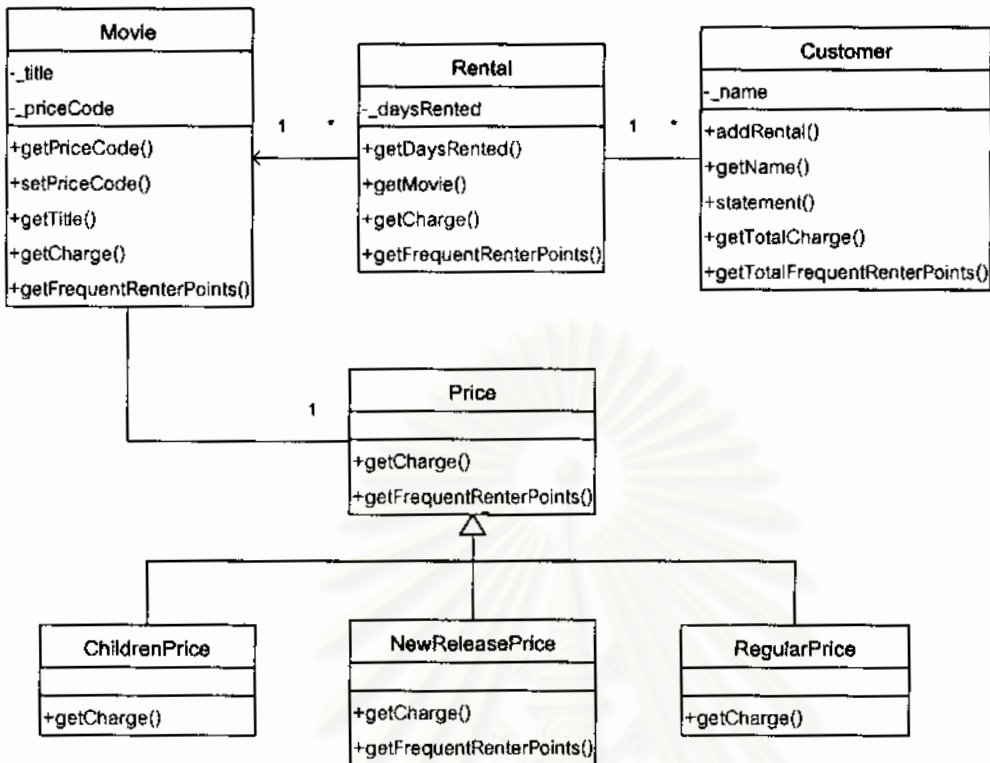 Movie
-_title
-_priceCode
+getPriceCode()
+setPriceCode()
+getTitle()
+getCharge()
+getFrequentRenterPoints()
1 *
Rental
-_daysRented
+getDaysRented()
+getMovie()
+getCharge()
+getFrequentRenterPoints()
1 *
Customer
-_name
+addRental()
+getName()
+statement()
+getTotalCharge()
+getTotalFrequentRenterPoints()
1
Price
+getCharge()
+getFrequentRenterPoints()
ChildrenPrice
+getCharge()
NewReleasePrice
+getCharge()
+getFrequentRenterPoints()
RegularPrice
+getCharge()